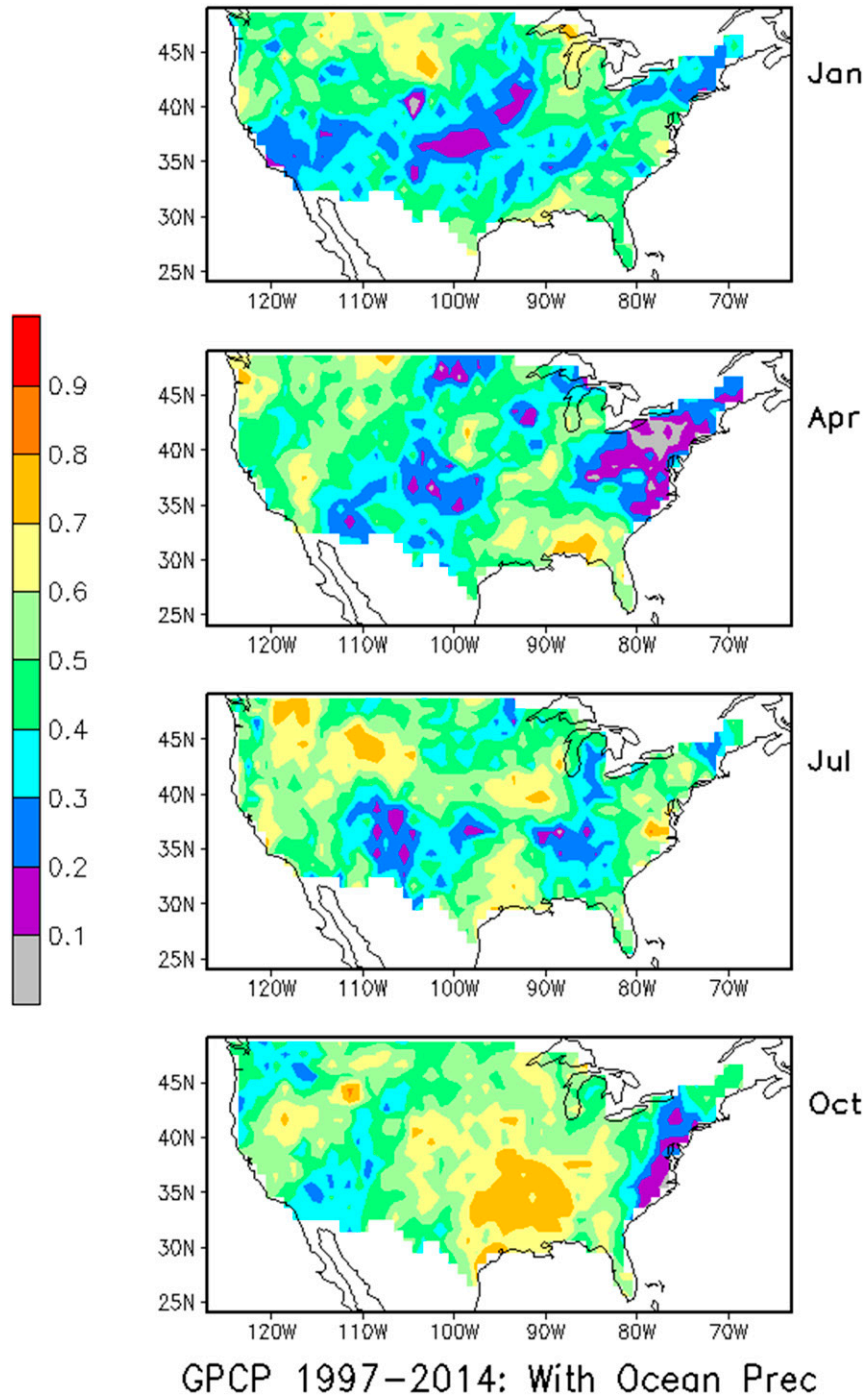 45N
40N
35N
30N
25N
120W 110W 100W 90W 80W 70W
Jan
45N
40N
35N
30N
25N
120W 110W 100W 90W 80W 70W
Apr
45N
40N
35N
30N
25N
120W 110W 100W 90W 80W 70W
Jul
45N
40N
35N
30N
25N
120W 110W 100W 90W 80W 70W
Oct
0.9
0.8
0.7
0.6
0.5
0.4
0.3
0.2
0.1
GPCP 1997-2014: With Ocean Prec